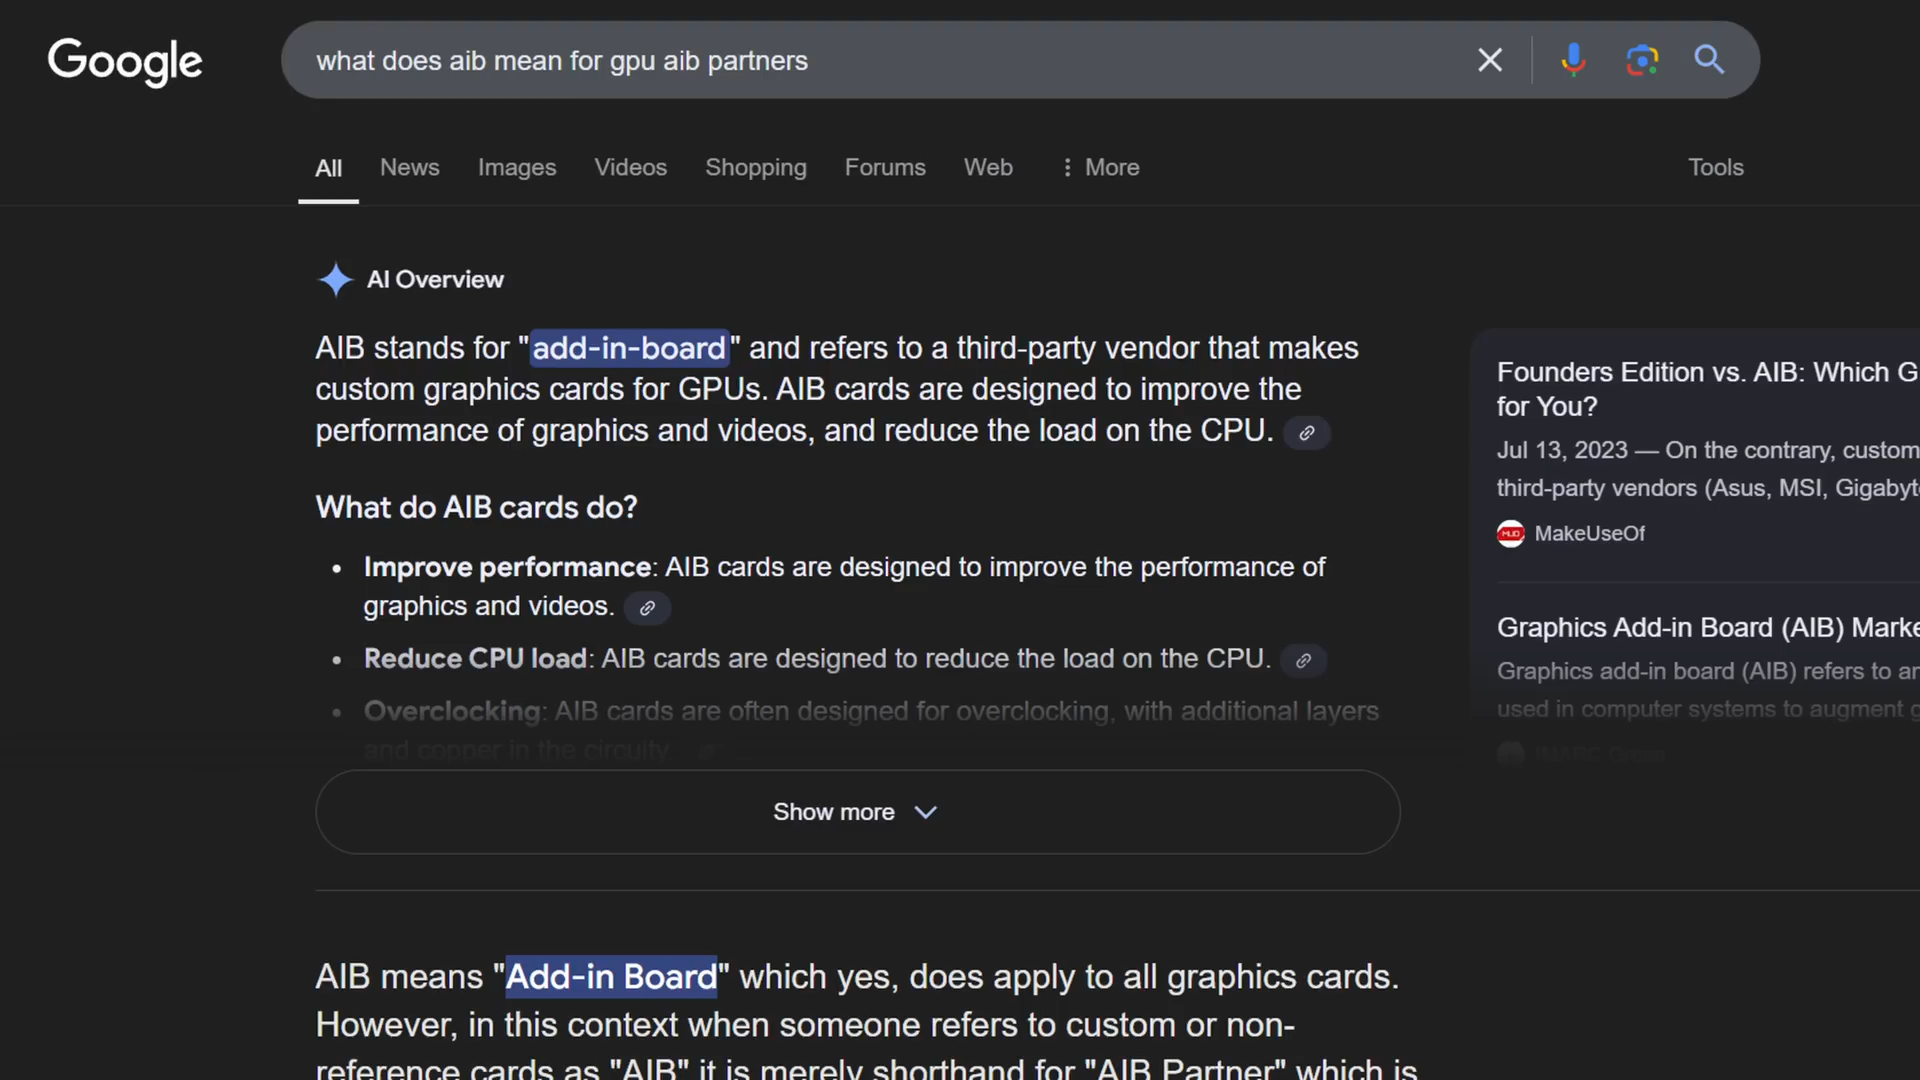 Google
what does aib mean for gpu aib partners
All News Images Videos Shopping Forums Web More Tools
AI Overview
AIB stands for "add-in-board" and refers to a third-party vendor that makes
custom graphics cards for GPUs. AIB cards are designed to improve the
performance of graphics and videos, and reduce the load on the CPU.
What do AIB cards do?
• Improve performance: AIB cards are designed to improve the performance of
graphics and videos.
• Reduce CPU load: AIB cards are designed to reduce the load on the CPU.
• Overclocking: AIB cards are often designed for overclocking, with additional layers
and copper in the circuity
Show more
Founders Edition vs. AIB: Which G
for You?
Jul 13, 2023 — On the contrary, custom
third-party vendors (Asus, MSI, Gigabyt
MUO
MakeUseOf
Graphics Add-in Board (AIB) Marke
Graphics add-in board (AIB) refers to an
used in computer systems to augment g
IMARC Group
AIB means "Add-in Board" which yes, does apply to all graphics cards.
However, in this context when someone refers to custom or non-
reference cards as "AIB" it is merely shorthand for "AIB Partner" which is